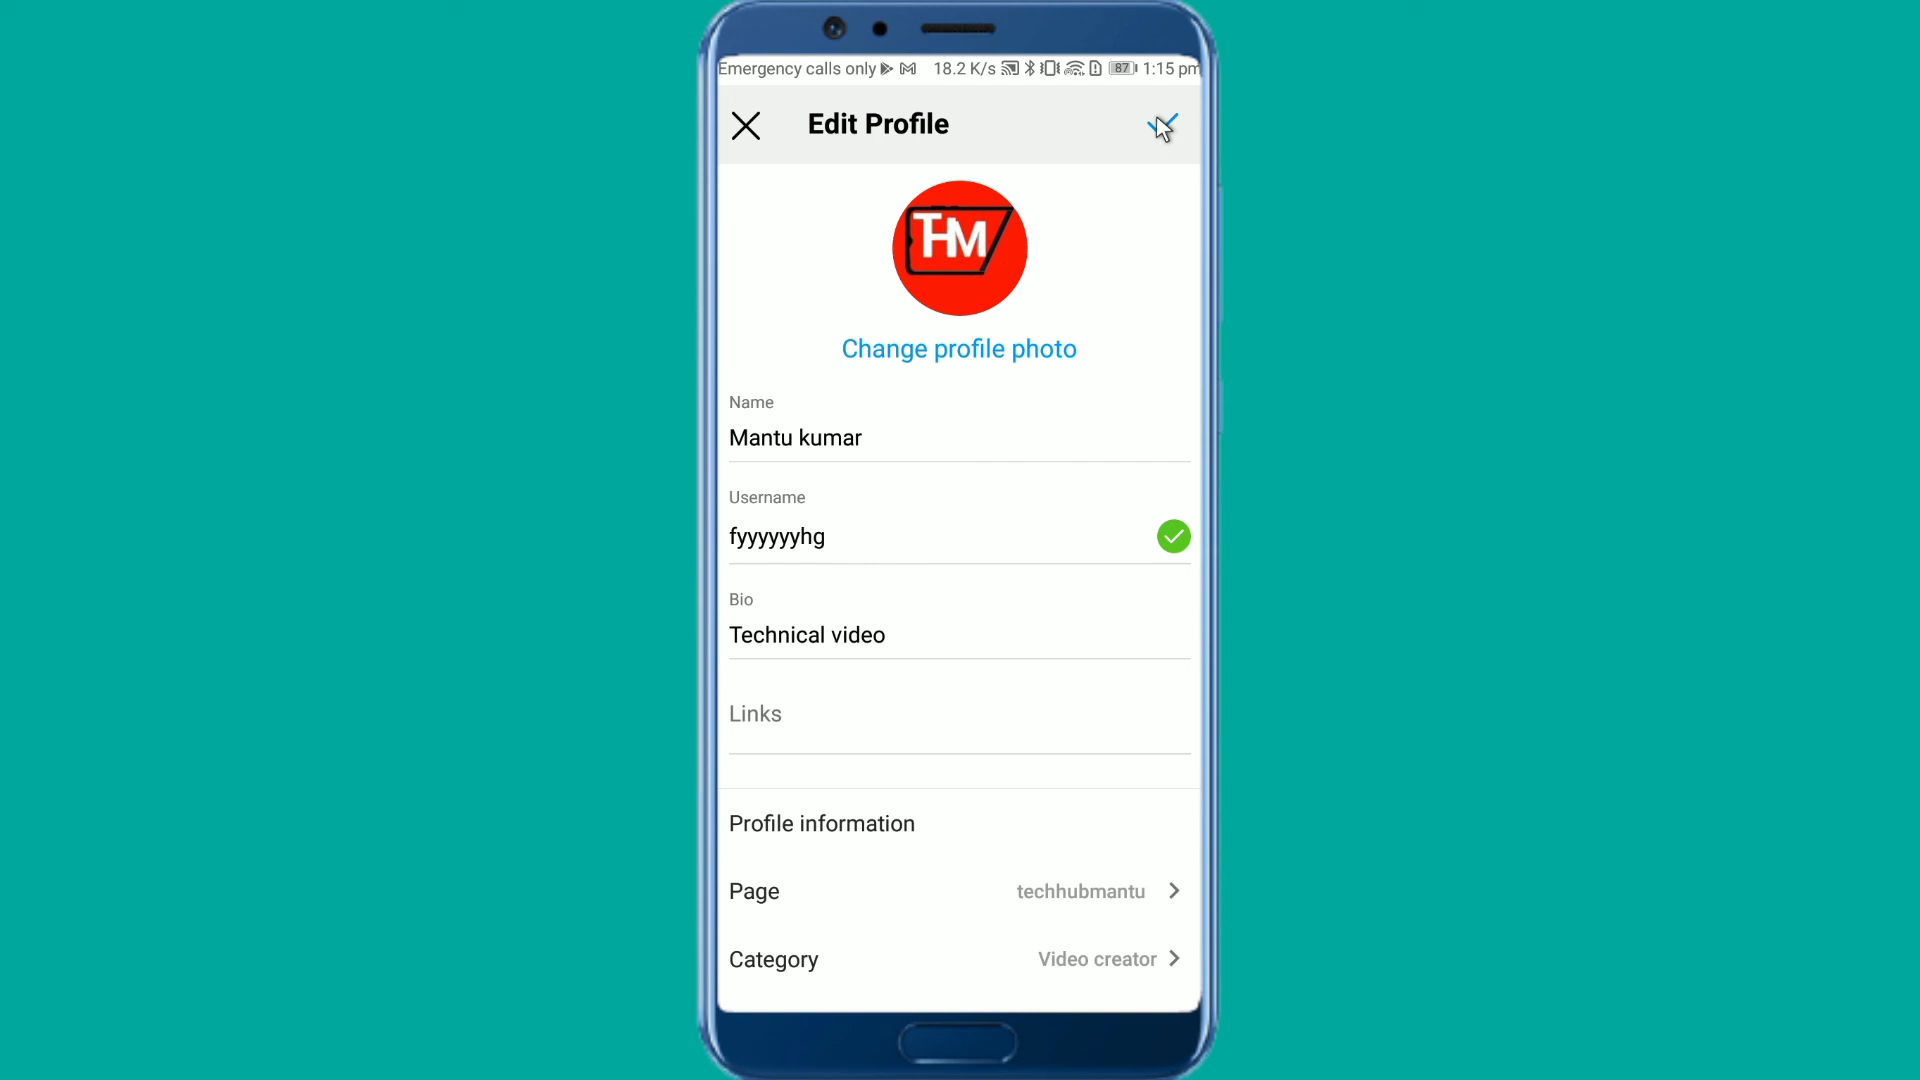 Emergency calls only 18.2 K/s 87 1:15 pm
Edit Profile
THM
Change profile photo
Name
Mantu kumar
Username
fyyyyyyhg
Bio
Technical video
Links
Profile information
Page techhubmantu
Category Video creator